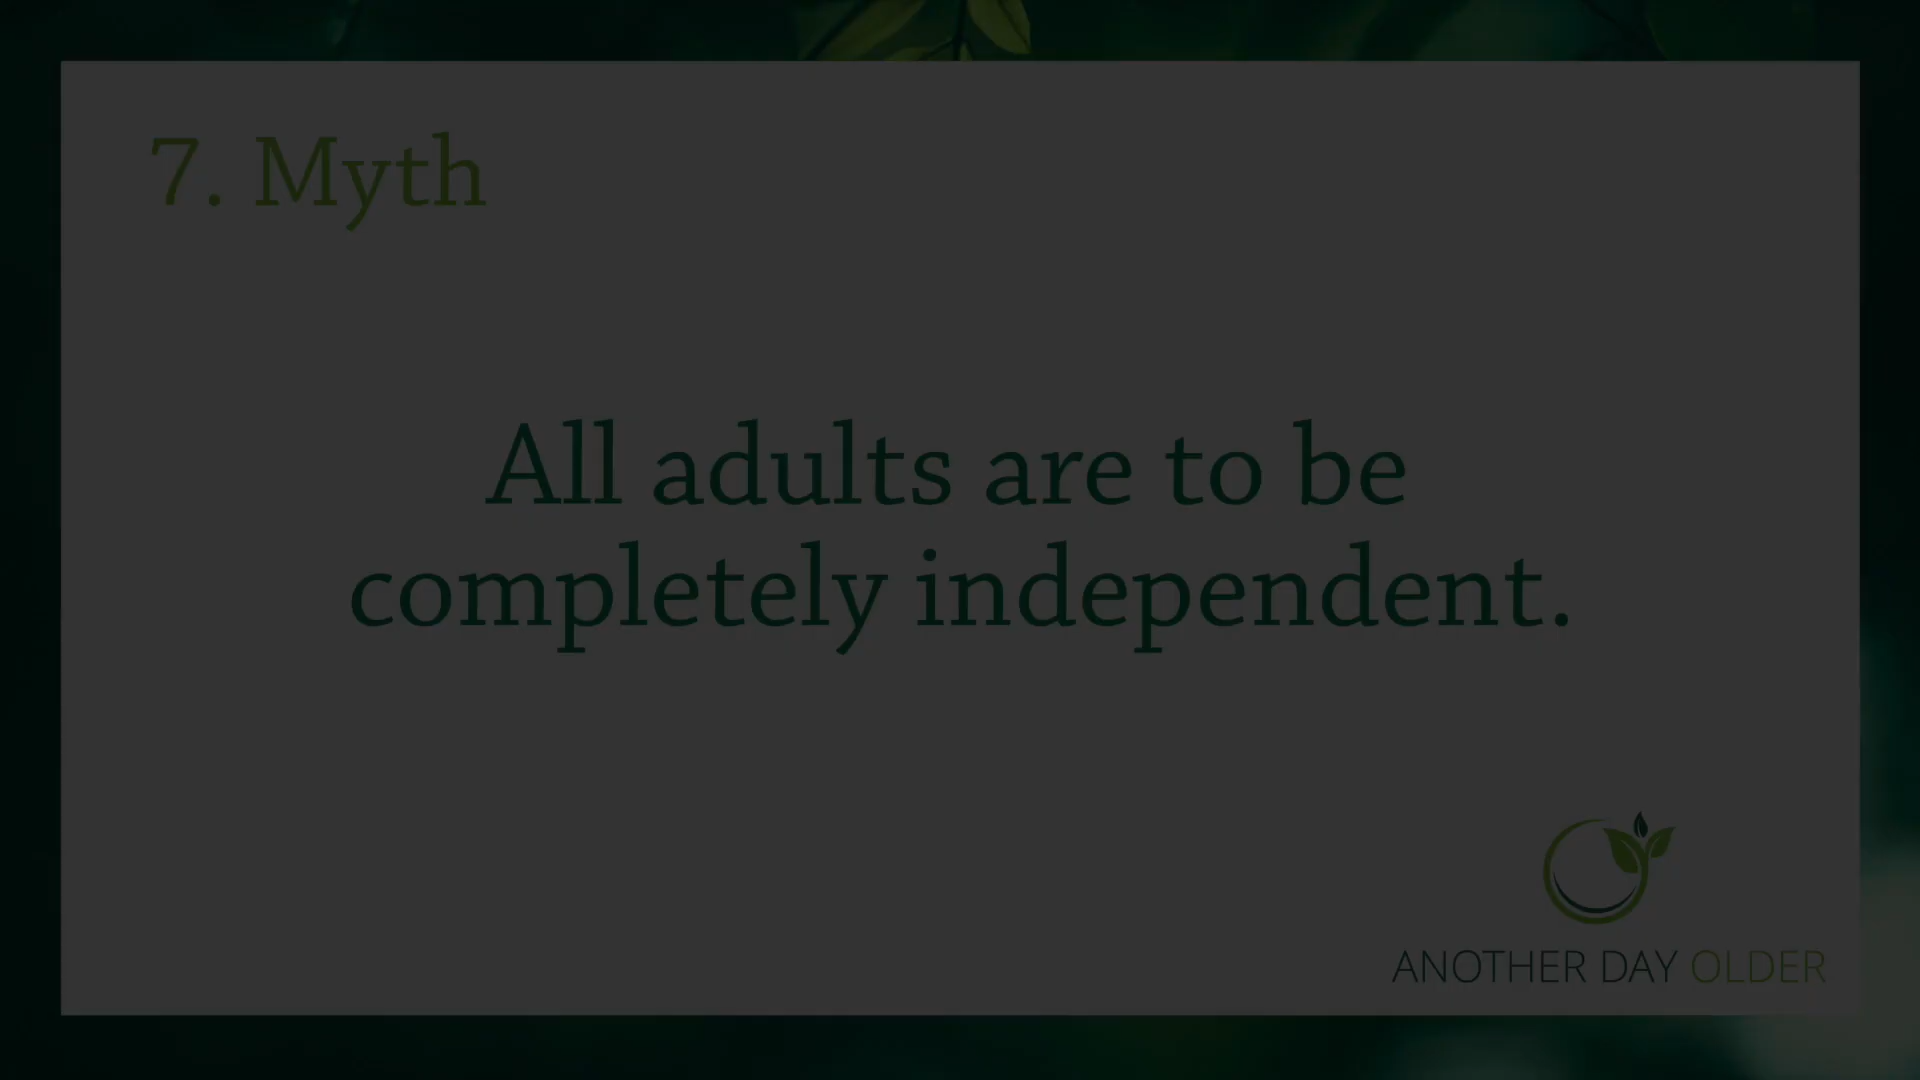 7. Myth
All adults are to be
completely independent.
ANOTHER DAY OLDER